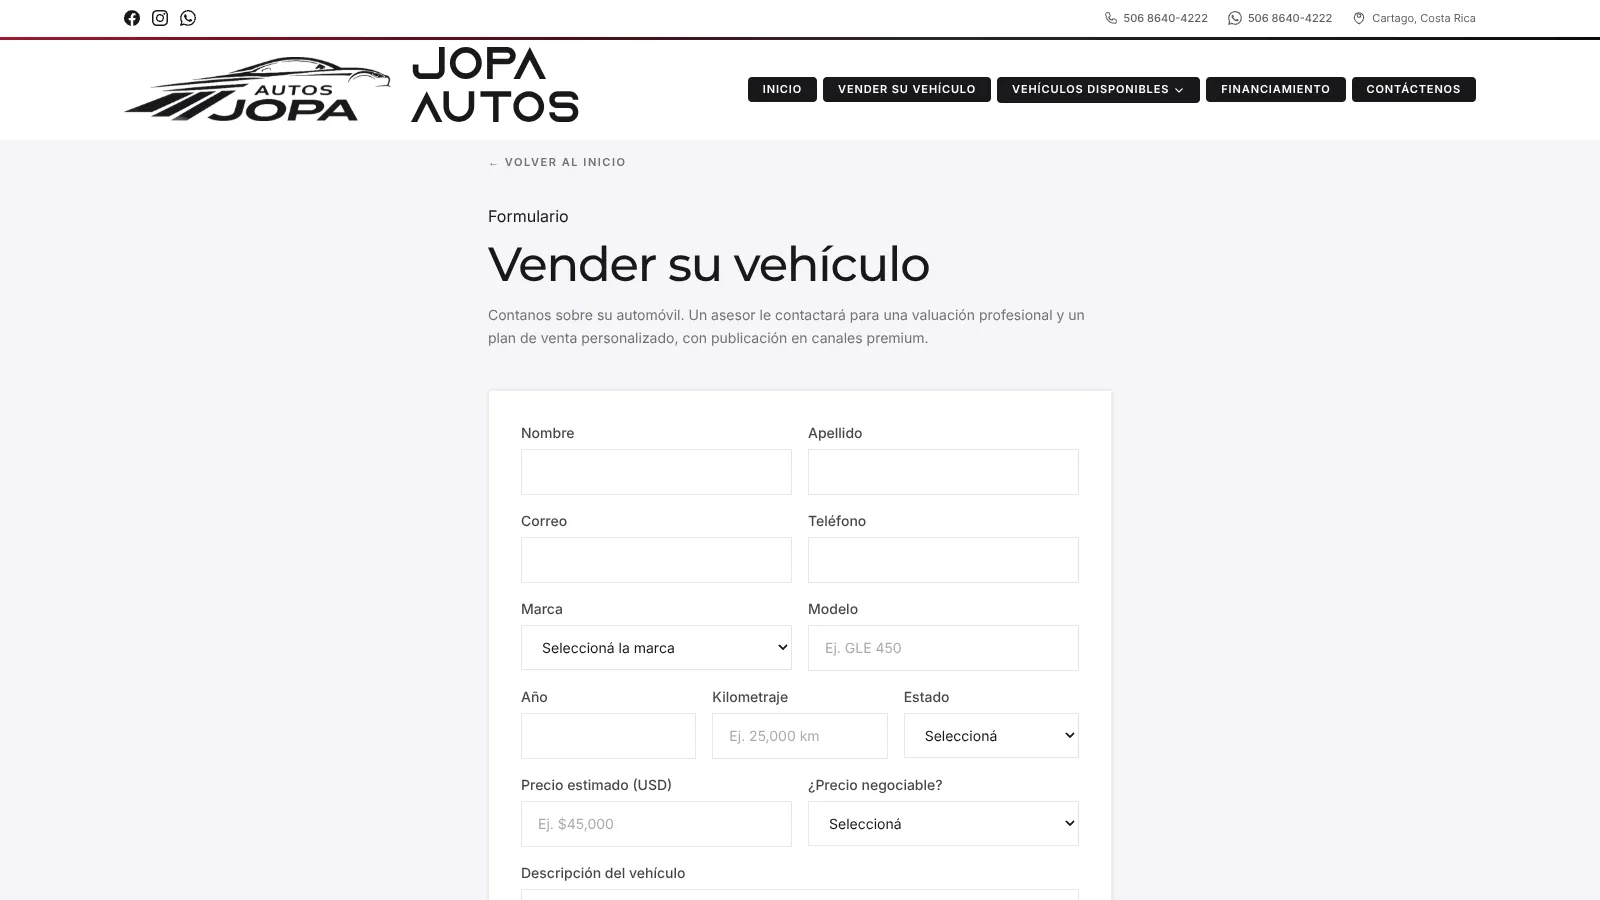 506 8640-4222
506 8640-4222
Cartago, Costa Rica
AUTOS
JOPA
JOPA
AUTOS
INICIO
VENDER SU VEHÍCULO
VEHÍCULOS DISPONIBLES
FINANCIAMIENTO
CONTÁCTENOS
← VOLVER AL INICIO
Formulario
Vender su vehículo
Contanos sobre su automóvil. Un asesor le contactará para una valuación profesional y un
plan de venta personalizado, con publicación en canales premium.
Nombre
Apellido
Correo
Teléfono
Marca
Modelo
Seleccioná la marca
Ej. GLE 450
Año
Kilometraje
Estado
Ej. 25,000 km
Seleccioná
Precio estimado (USD)
¿Precio negociable?
Ej. $45,000
Seleccioná
Descripción del vehículo